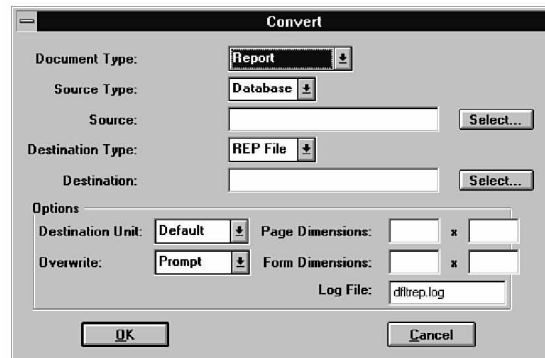 Convert
Document Type: Report
Source Type: Database
Source: Select...
Destination Type: REP File
Destination: Select...
Options
Destination Unit: Default Page Dimensions: x
Overwrite: Prompt Form Dimensions: x
Log File: dfltrep.log
OK Cancel